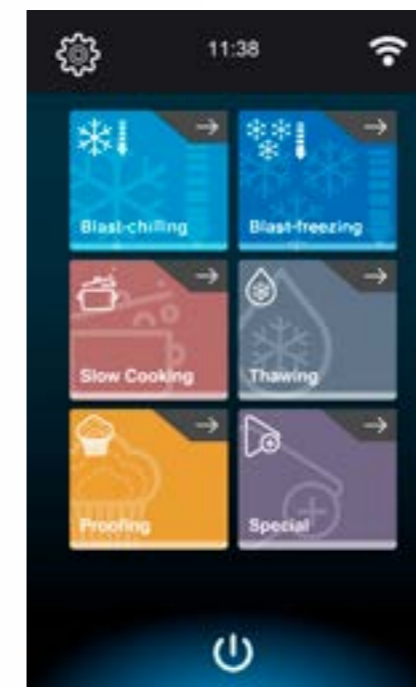 11:38
Blast-chilling
Blast-freezing
Slow Cooking
Thawing
Proofing
Special